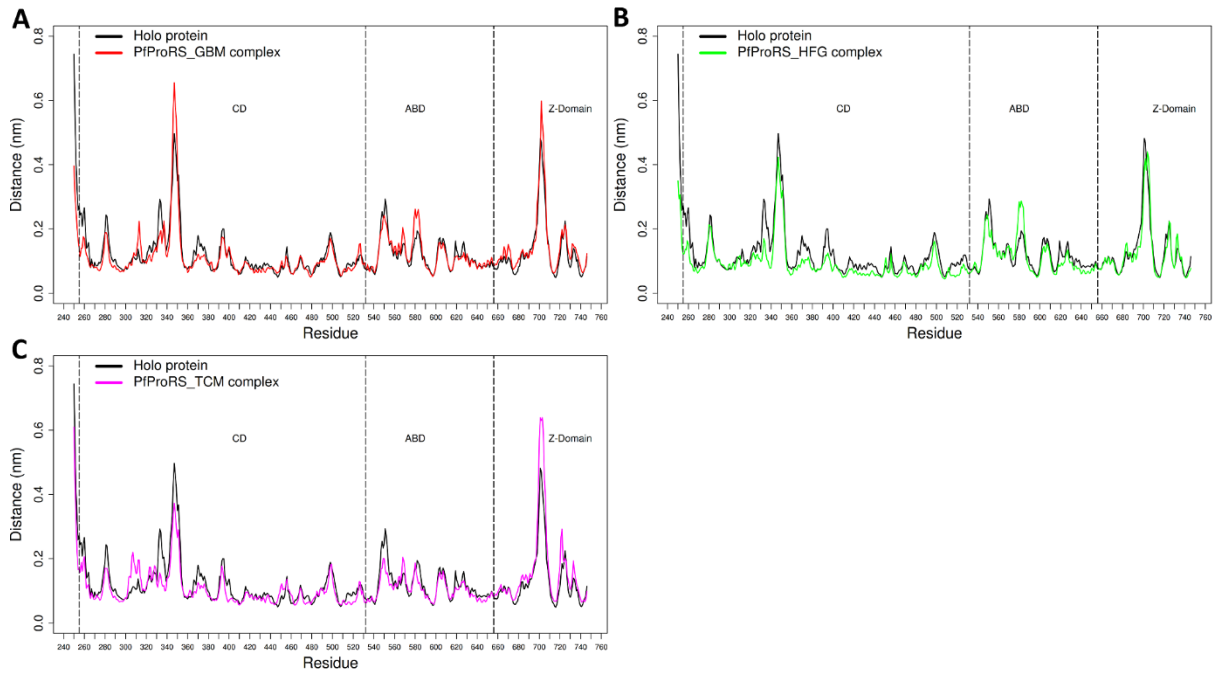 A
Holo protein
PfProRS_GBM complex
CD
ABD
Z-Domain
Distance (nm)
0.0 0.2 0.4 0.6 0.8
240 260 280 300 320 340 360 380 400 420 440 460 480 500 520 540 560 580 600 620 640 660 680 700 720 740 760
Residue
B
Holo protein
PfProRS_HFG complex
CD
ABD
Z-Domain
Distance (nm)
0.0 0.2 0.4 0.6 0.8
240 260 280 300 320 340 360 380 400 420 440 460 480 500 520 540 560 580 600 620 640 660 680 700 720 740 760
Residue
C
Holo protein
PfProRS_TCM complex
CD
ABD
Z-Domain
Distance (nm)
0.0 0.2 0.4 0.6 0.8
240 260 280 300 320 340 360 380 400 420 440 460 480 500 520 540 560 580 600 620 640 660 680 700 720 740 760
Residue